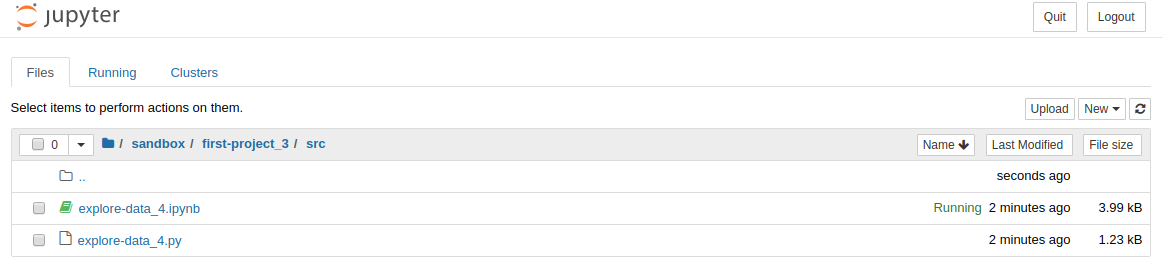 jupyter Quit Logout
Files Running Clusters
Select items to perform actions on them. Upload New
0 / sandbox / first-project_3 / src Name Last Modified File size
.. seconds ago
explore-data_4.ipynb Running 2 minutes ago 3.99 kB
explore-data_4.py 2 minutes ago 1.23 kB